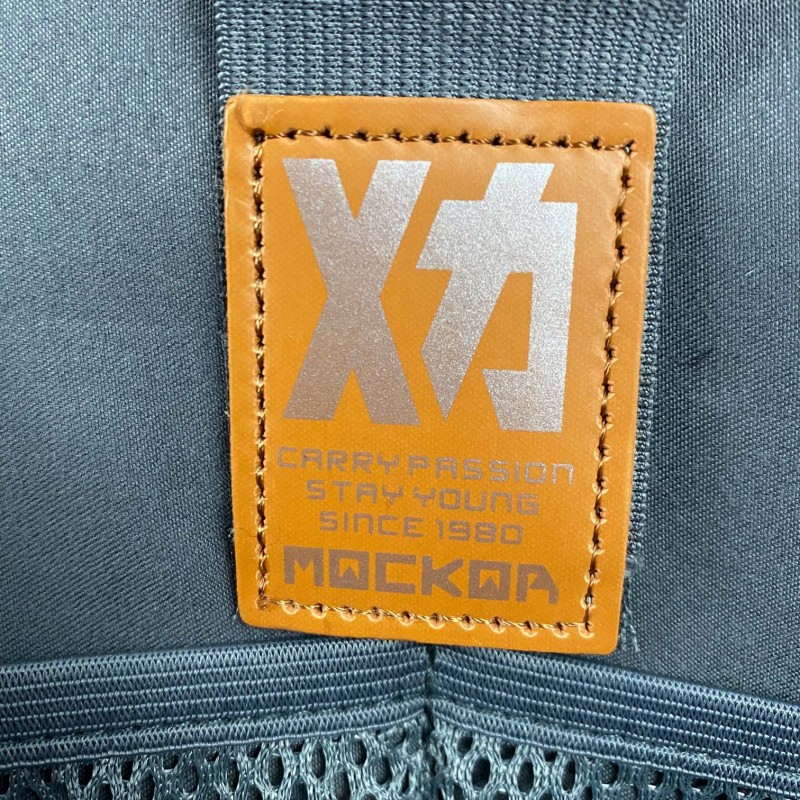 X力
CARRY PASSION
STAY YOUNG
SINCE 1980
MOCKOA